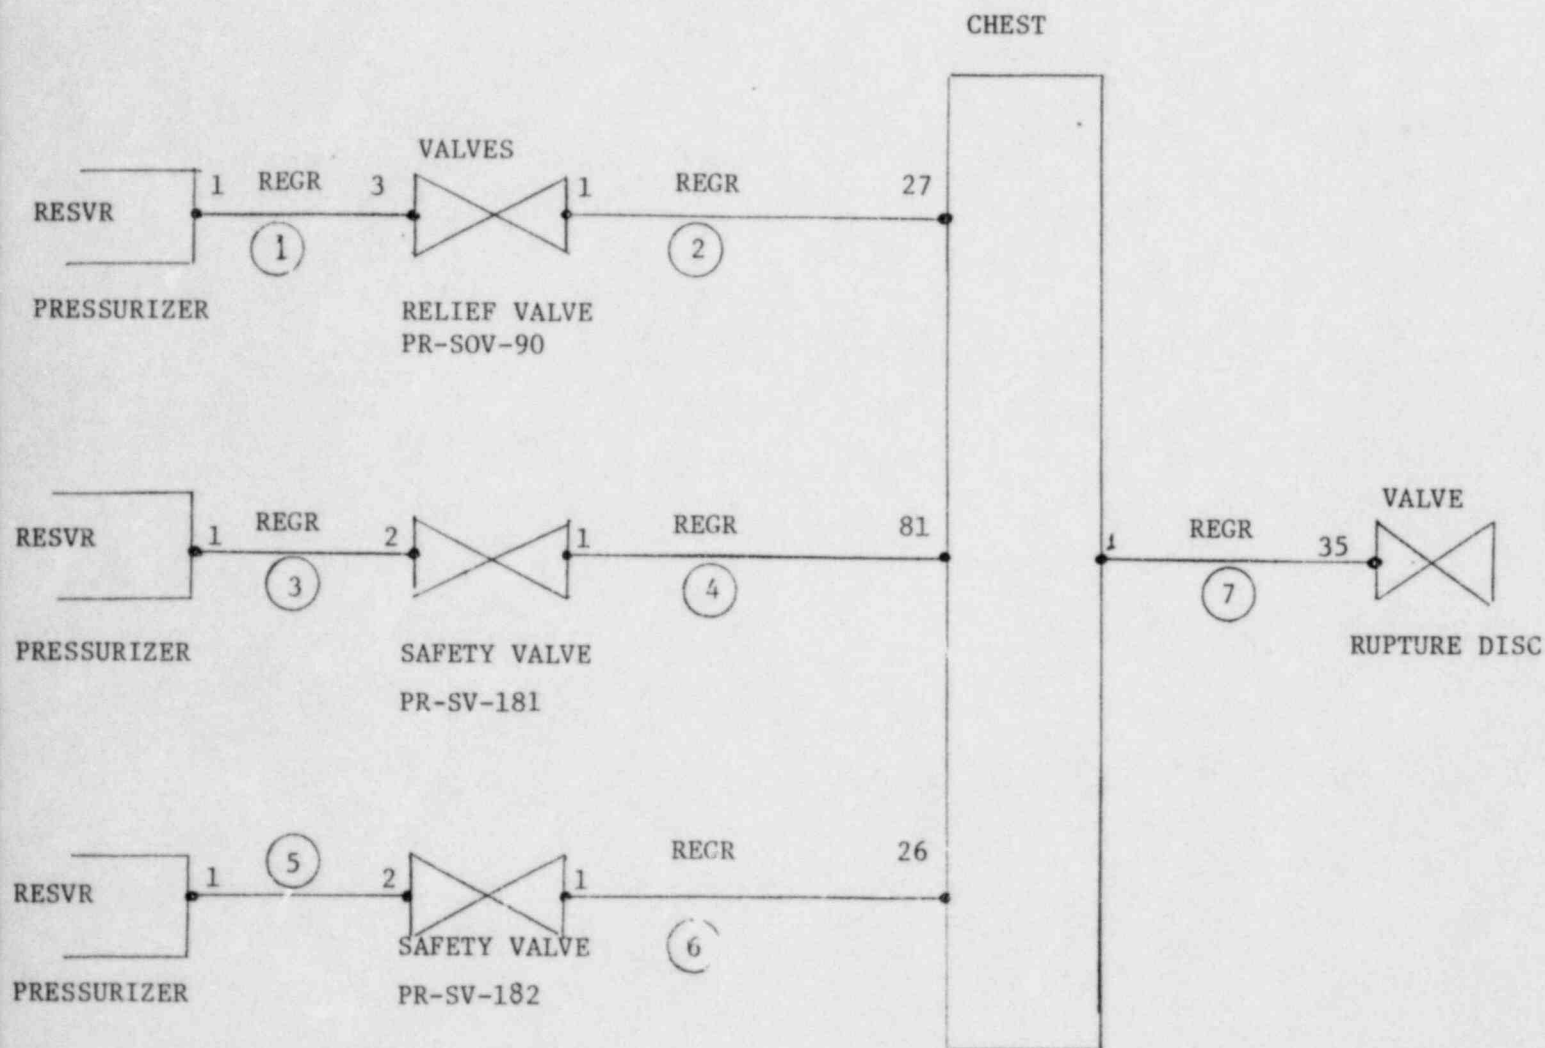 CHEST
VALVES
1 REGR 3
1 REGR 27
RESVR
1
2
PRESSURIZER
RELIEF VALVE
PR-SOV-90
VALVE
1 REGR 2
1 REGR 81
RESVR
1 REGR 35
3
4
7
PRESSURIZER
SAFETY VALVE
RUPTURE DISC
PR-SV-181
1 5 2
1 RECR 26
RESVR
SAFETY VALVE
6
PRESSURIZER
PR-SV-182